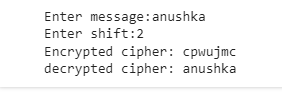 Enter message:anushka
Enter shift:2
Encrypted cipher: cpwujmc
decrypted cipher: anushka